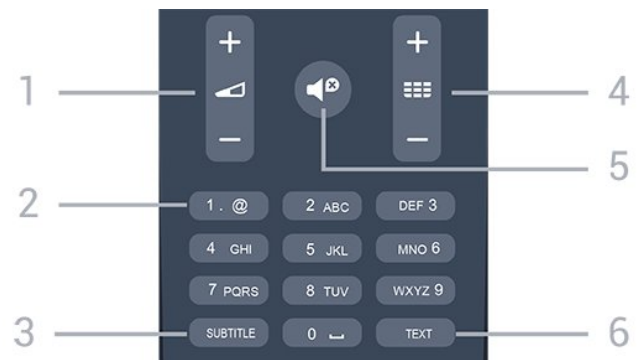 + +
1 4
- -
5
2 1 . @ 2 ABC DEF 3
4 GHI 5 JKL MNO 6
7 PQRS 8 TUV WXYZ 9
3 SUBTITLE 0 ⎵ TEXT 6